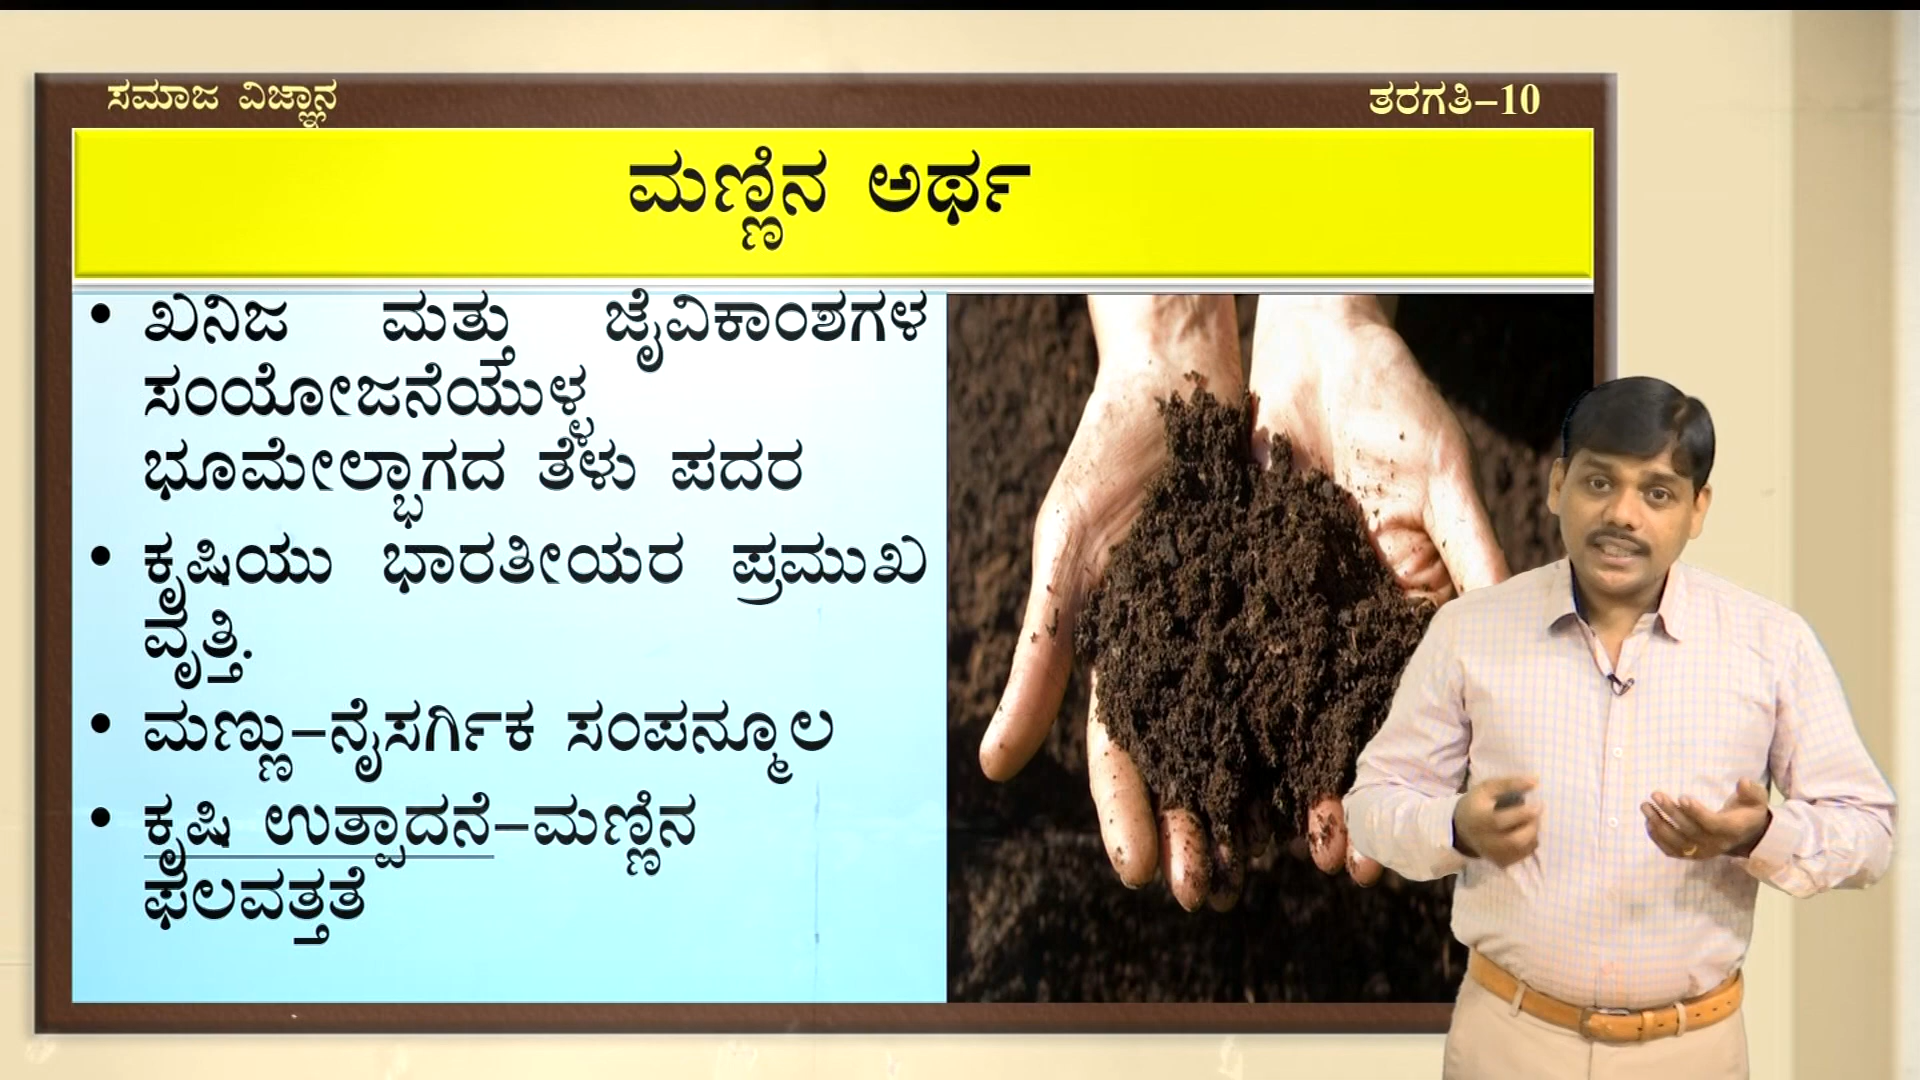 ಸಮಾಜ ವಿಜ್ಞಾನ
ತರಗತಿ–10
ಮಣ್ಣಿನ ಅರ್ಥ
• ಖನಿಜ ಮತ್ತು ಜೈವಿಕಾಂಶಗಳ
ಸಂಯೋಜನೆಯುಳ್ಳ
ಭೂಮೇಲ್ಭಾಗದ ತೆಳು ಪದರ
• ಕೃಷಿಯು ಭಾರತೀಯರ ಪ್ರಮುಖ
ವೃತ್ತಿ.
• ಮಣ್ಣು–ನೈಸರ್ಗಿಕ ಸಂಪನ್ಮೂಲ
• ಕೃಷಿ ಉತ್ಪಾದನೆ–ಮಣ್ಣಿನ
ಫಲವತ್ತತೆ